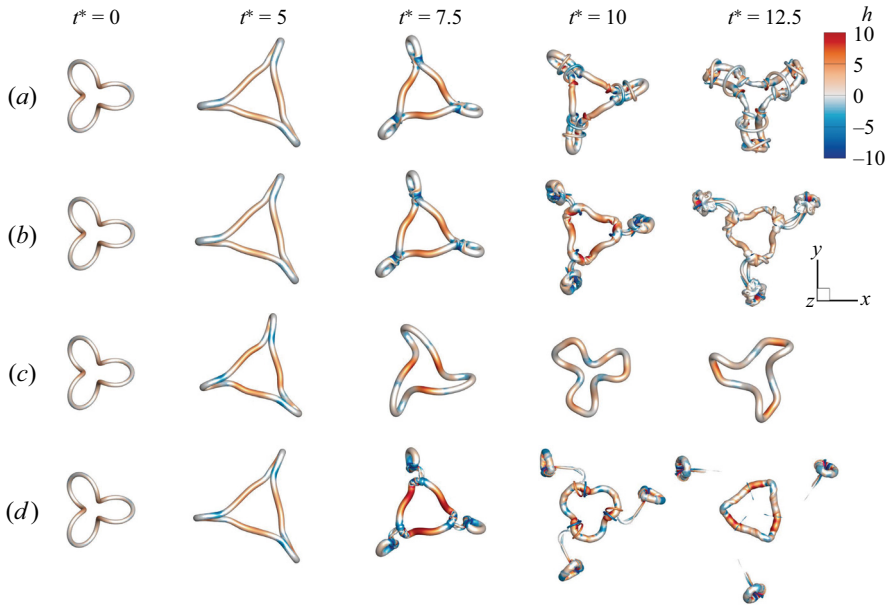 t* = 0 t* = 5 t* = 7.5 t* = 10 t* = 12.5 h
10
(a)
5
0
–5
–10
(b)
y
z x
(c)
(d)